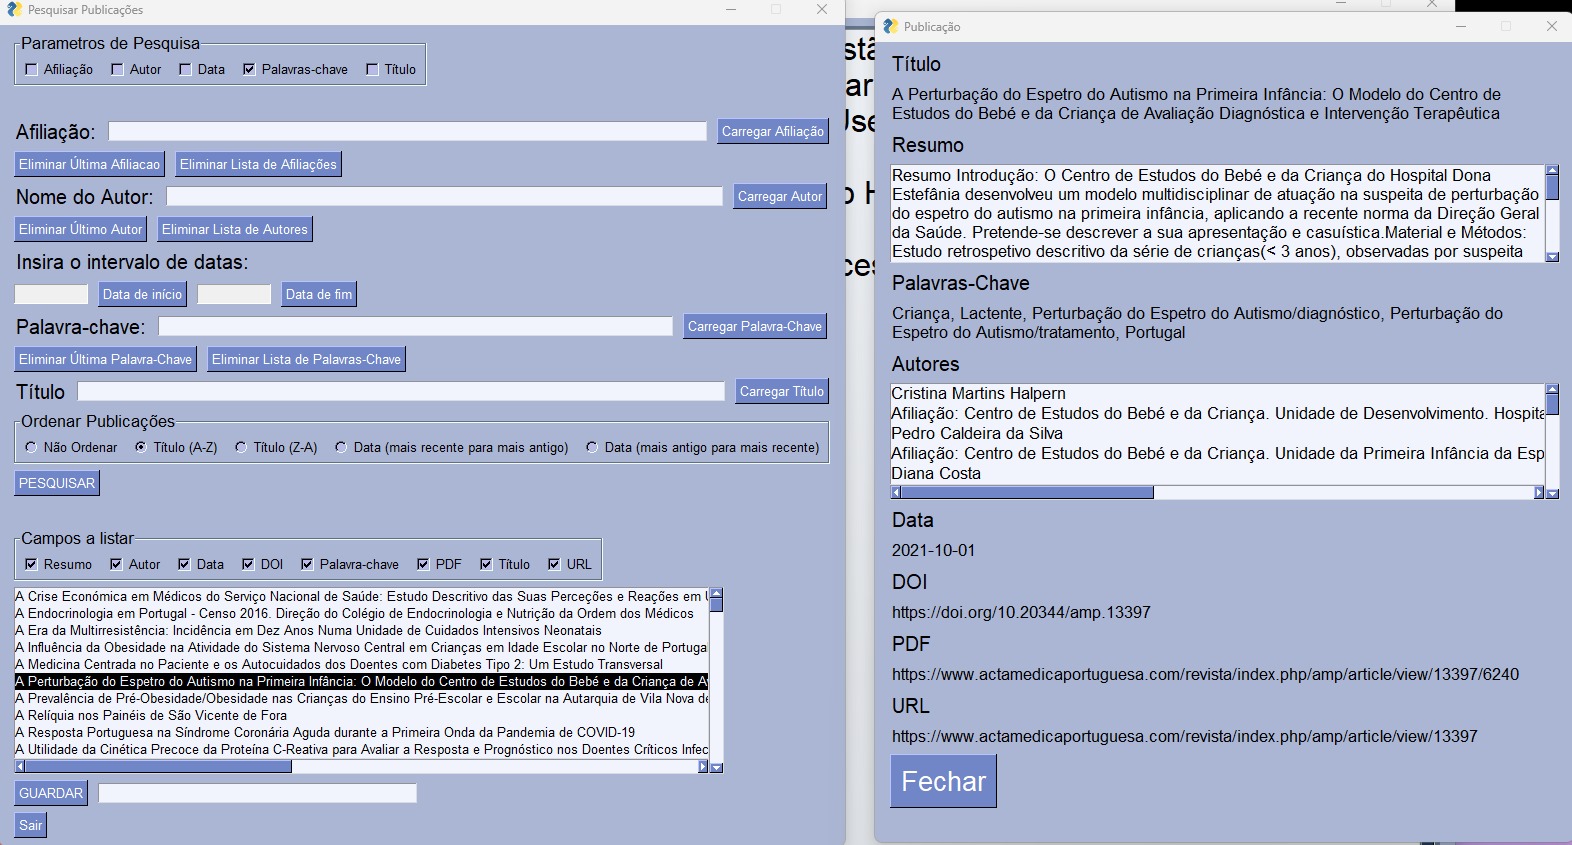 Pesquisar Publicações
Parametros de Pesquisa
Afiliação Autor Data Palavras-chave Título
Afiliação: Carregar Afiliação
Eliminar Última Afiliacao Eliminar Lista de Afiliações
Nome do Autor: Carregar Autor
Eliminar Último Autor Eliminar Lista de Autores
Insira o intervalo de datas:
Data de início Data de fim
Palavra-chave: Carregar Palavra-Chave
Eliminar Última Palavra-Chave Eliminar Lista de Palavras-Chave
Título Carregar Título
Ordenar Publicações
Não Ordenar Título (A-Z) Título (Z-A) Data (mais recente para mais antigo) Data (mais antigo para mais recente)
PESQUISAR
Campos a listar
Resumo Autor Data DOI Palavra-chave PDF Título URL
A Crise Económica em Médicos do Serviço Nacional de Saúde: Estudo Descritivo das Suas Perceções e Reações em
A Endocrinologia em Portugal - Censo 2016. Direção do Colégio de Endocrinologia e Nutrição da Ordem dos Médicos
A Era da Multirresistência: Incidência em Dez Anos Numa Unidade de Cuidados Intensivos Neonatais
A Influência da Obesidade na Atividade do Sistema Nervoso Central em Crianças em Idade Escolar no Norte de Portugal
A Medicina Centrada no Paciente e os Autocuidados dos Doentes com Diabetes Tipo 2: Um Estudo Transversal
A Perturbação do Espetro do Autismo na Primeira Infância: O Modelo do Centro de Estudos do Bebé e da Criança de
A Prevalência de Pré-Obesidade/Obesidade nas Crianças do Ensino Pré-Escolar e Escolar na Autarquia de Vila Nova de
A Relíquia nos Painéis de São Vicente de Fora
A Resposta Portuguesa na Síndrome Coronária Aguda durante a Primeira Onda da Pandemia de COVID-19
A Utilidade da Cinética Precoce da Proteína C-Reativa para Avaliar a Resposta e Prognóstico nos Doentes Críticos Infec
GUARDAR
Sair
Publicação
Título
A Perturbação do Espetro do Autismo na Primeira Infância: O Modelo do Centro de
Estudos do Bebé e da Criança de Avaliação Diagnóstica e Intervenção Terapêutica
Resumo
Resumo Introdução: O Centro de Estudos do Bebé e da Criança do Hospital Dona
Estefânia desenvolveu um modelo multidisciplinar de atuação na suspeita de perturbação
do espetro do autismo na primeira infância, aplicando a recente norma da Direção Geral
da Saúde. Pretende-se descrever a sua apresentação e casuística.Material e Métodos:
Estudo retrospetivo descritivo da série de crianças(< 3 anos), observadas por suspeita
Palavras-Chave
Criança, Lactente, Perturbação do Espetro do Autismo/diagnóstico, Perturbação do
Espetro do Autismo/tratamento, Portugal
Autores
Cristina Martins Halpern
Afiliação: Centro de Estudos do Bebé e da Criança. Unidade de Desenvolvimento. Hospita
Pedro Caldeira da Silva
Afiliação: Centro de Estudos do Bebé e da Criança. Unidade da Primeira Infância da Esp
Diana Costa
Data
2021-10-01
DOI
https://doi.org/10.20344/amp.13397
PDF
https://www.actamedicaportuguesa.com/revista/index.php/amp/article/view/13397/6240
URL
https://www.actamedicaportuguesa.com/revista/index.php/amp/article/view/13397
Fechar